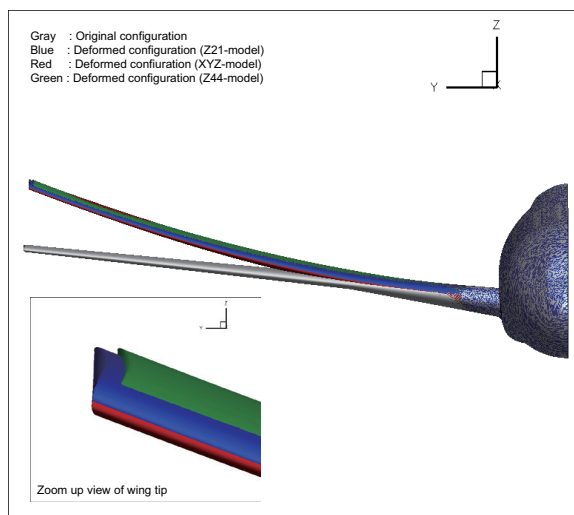 Gray : Original configuration
Blue : Deformed configuration (Z21-model)
Red : Deformed confiuration (XYZ-model)
Green : Deformed configuration (Z44-model)
Z
Y
X
Z
Y
Zoom up view of wing tip